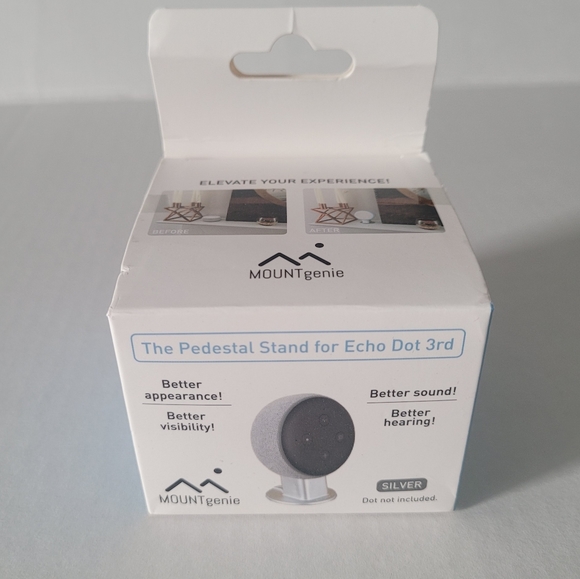 ELEVATE YOUR EXPERIENCE!
BEFORE
AFTER
MOUNTgenie
The Pedestal Stand for Echo Dot 3rd
Better
appearance!
Better
visibility!
Better sound!
Better
hearing!
MOUNTgenie
SILVER
Dot not included.